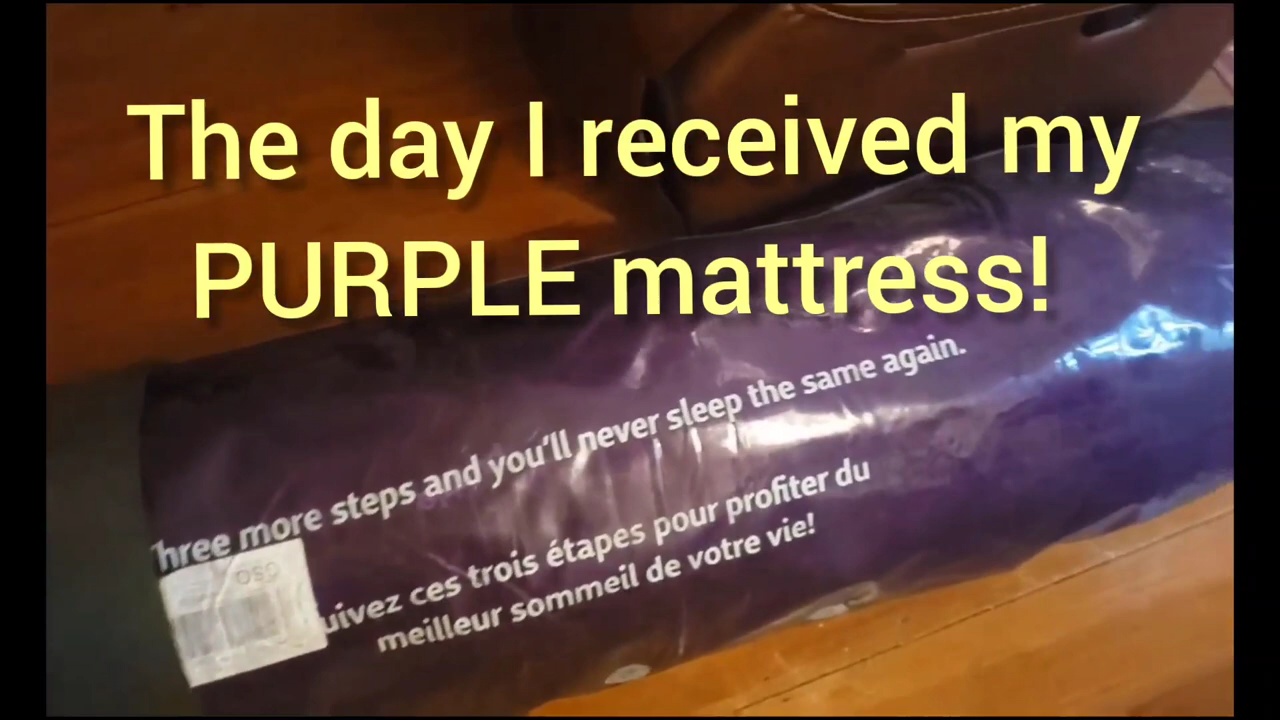 The day I received my
PURPLE mattress!
hree more steps and you'll never sleep the same again.
uivez ces trois étapes pour profiter du
meilleur sommeil de votre vie!